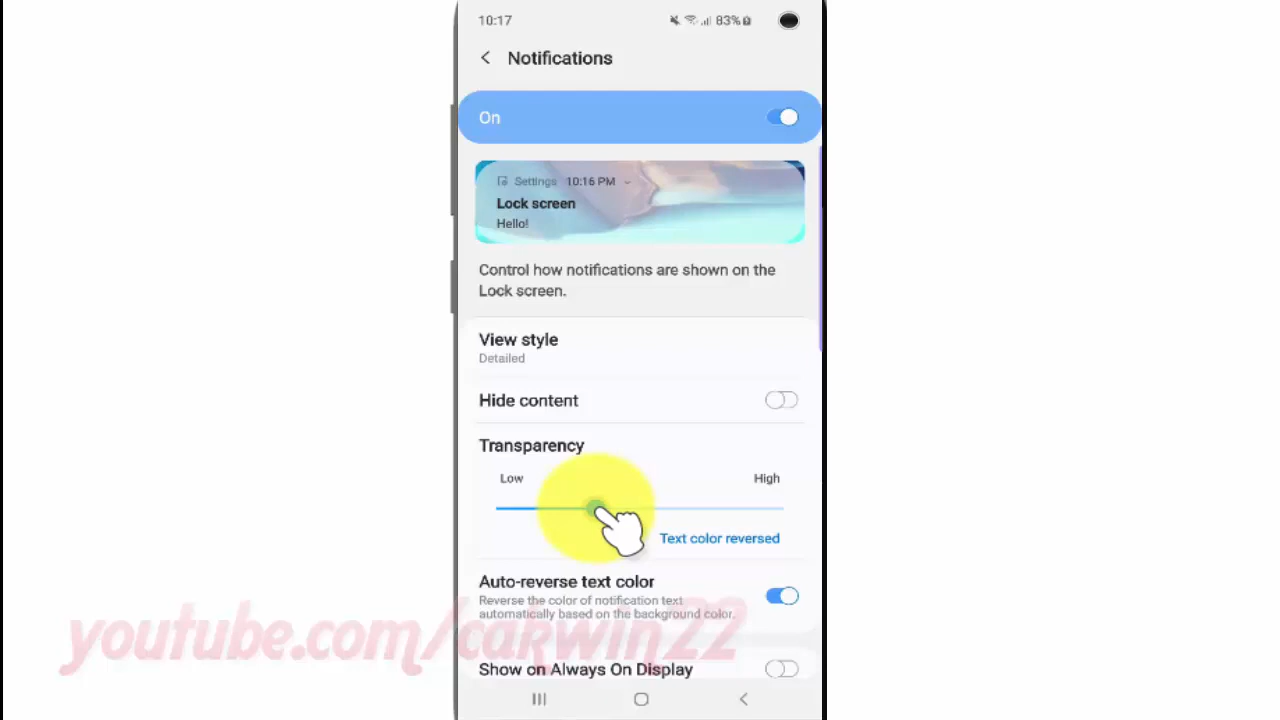 10:17
83%
Notifications
On
Settings 10:16 PM
Lock screen
Hello!
Control how notifications are shown on the
Lock screen.
View style
Detailed
Hide content
Transparency
Low High
Text color reversed
Auto-reverse text color
Reverse the color of notification text
automatically based on the background color.
youtube.com/cakwin22
Show on Always On Display